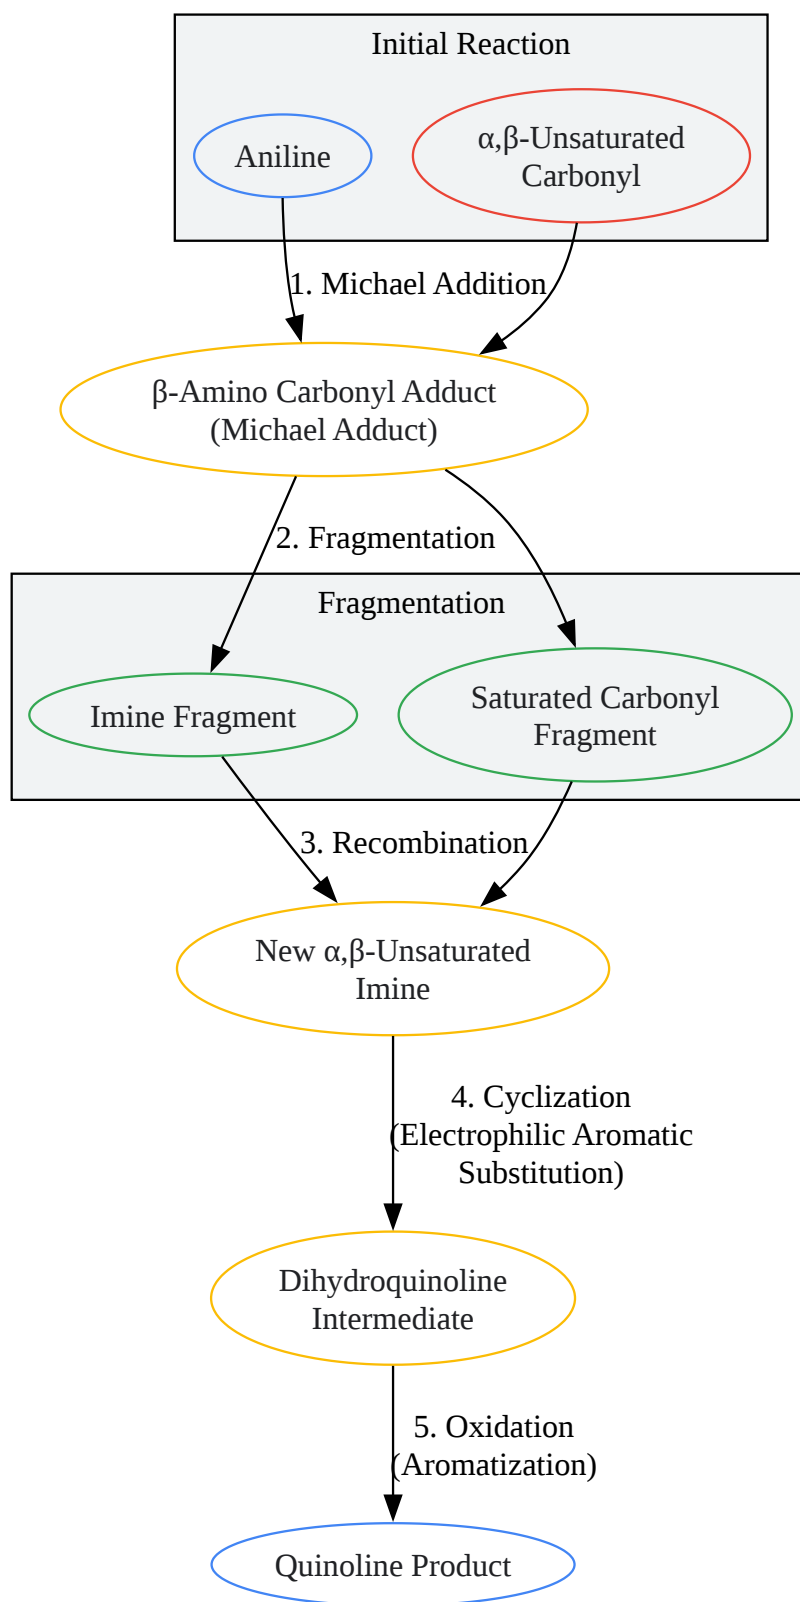 Initial Reaction
Aniline
α,β-Unsaturated
Carbonyl
1. Michael Addition
β-Amino Carbonyl Adduct
(Michael Adduct)
2. Fragmentation
Fragmentation
Imine Fragment
Saturated Carbonyl
Fragment
3. Recombination
New α,β-Unsaturated
Imine
4. Cyclization
(Electrophilic Aromatic
Substitution)
Dihydroquinoline
Intermediate
5. Oxidation
(Aromatization)
Quinoline Product